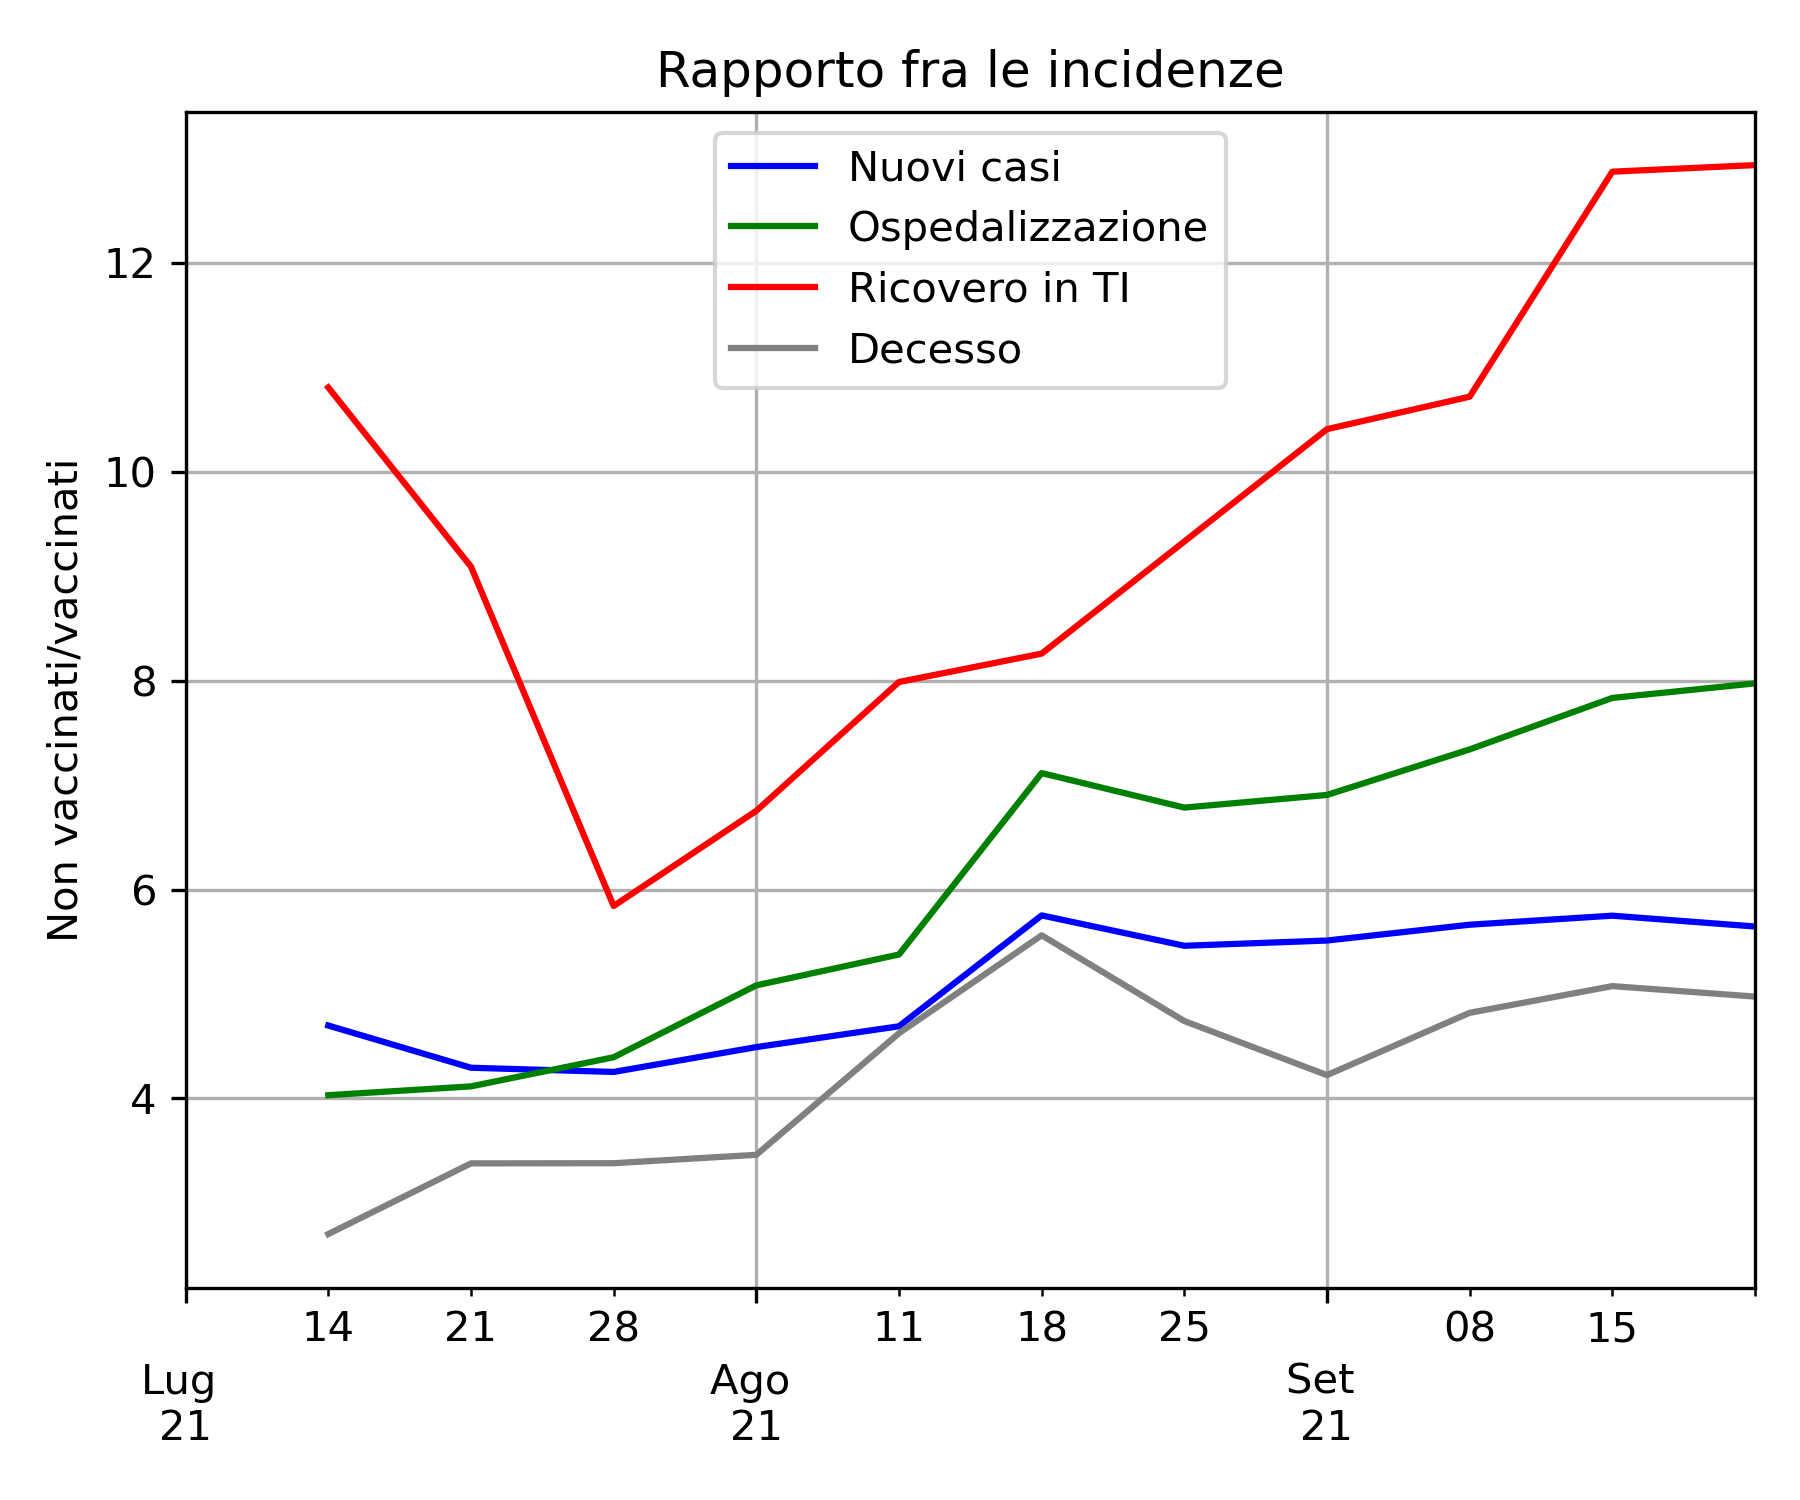 Rapporto fra le incidenze
Nuovi casi
Ospedalizzazione
Ricovero in TI
Decesso
Non vaccinati/vaccinati
12
10
8
6
4
14 21 28 11 18 25 08 15
Lug Ago Set
21 21 21